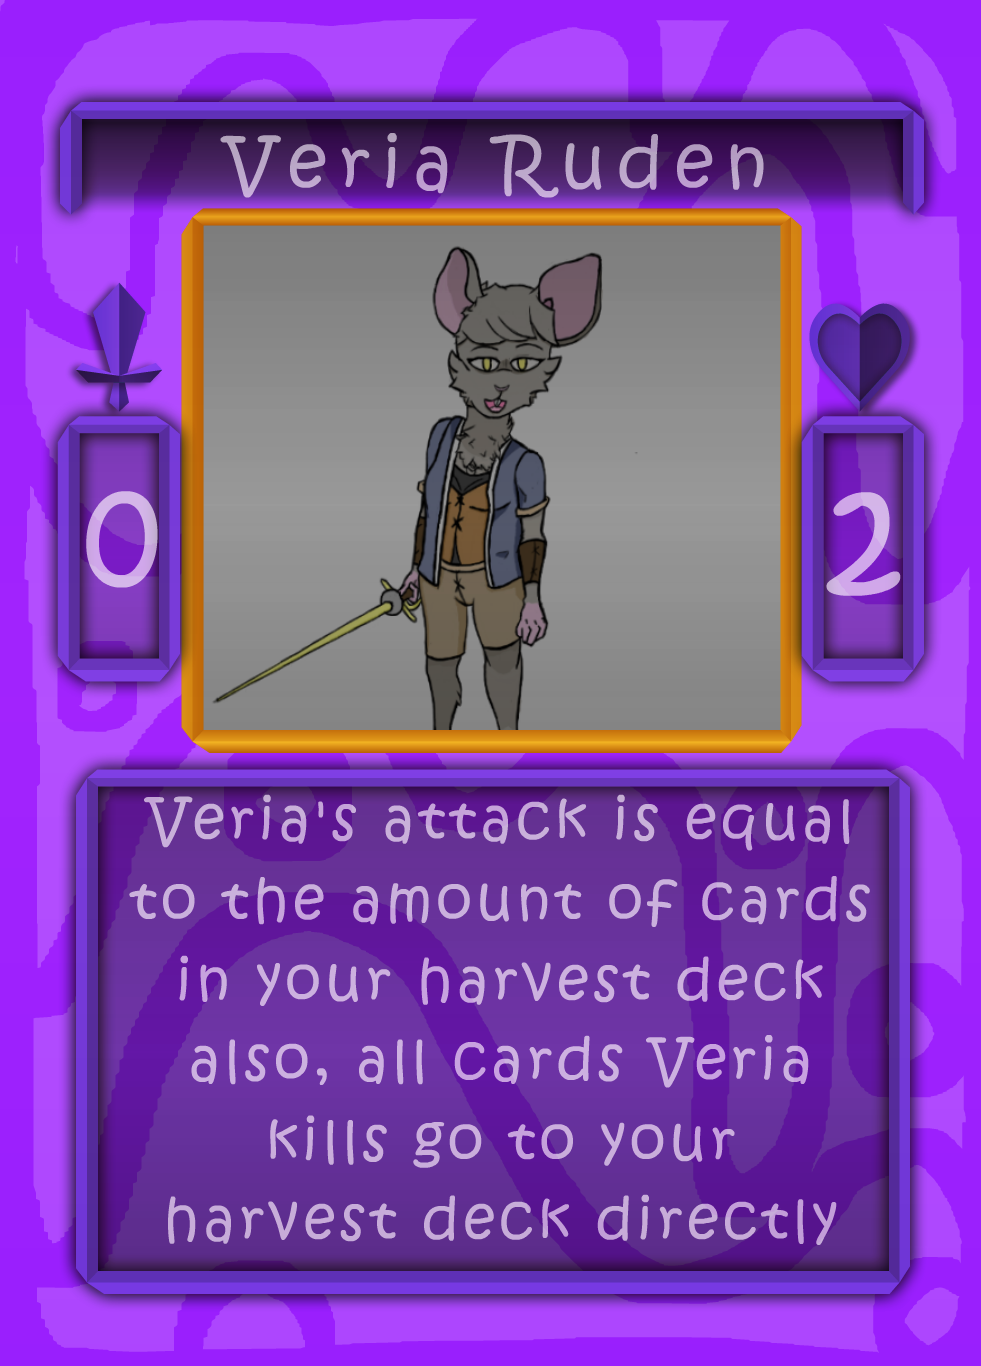 Veria Ruden
0
2
Veria's attack is equal
to the amount of cards
in your harvest deck
also, all cards Veria
kills go to your
harvest deck directly